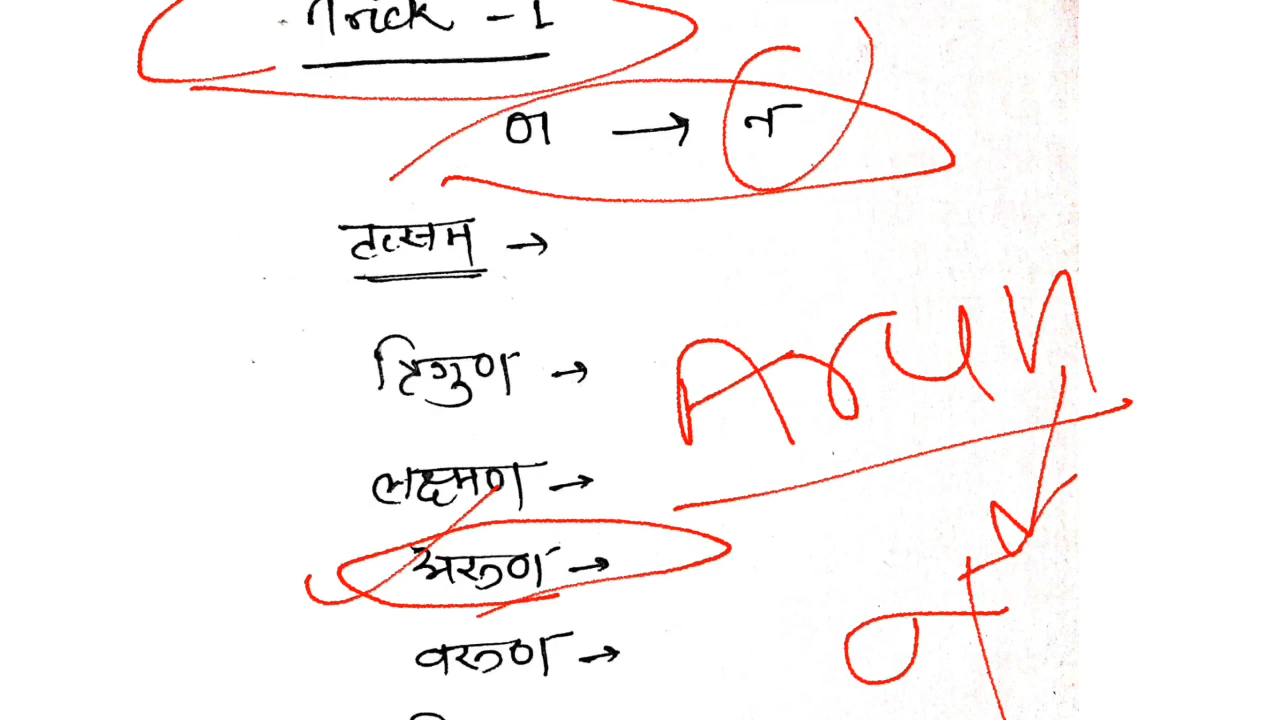 Trick - 1
ण → न
तत्सम →
त्रिगुण →
लक्ष्मण →
अरुण →
वरुण →
Arun